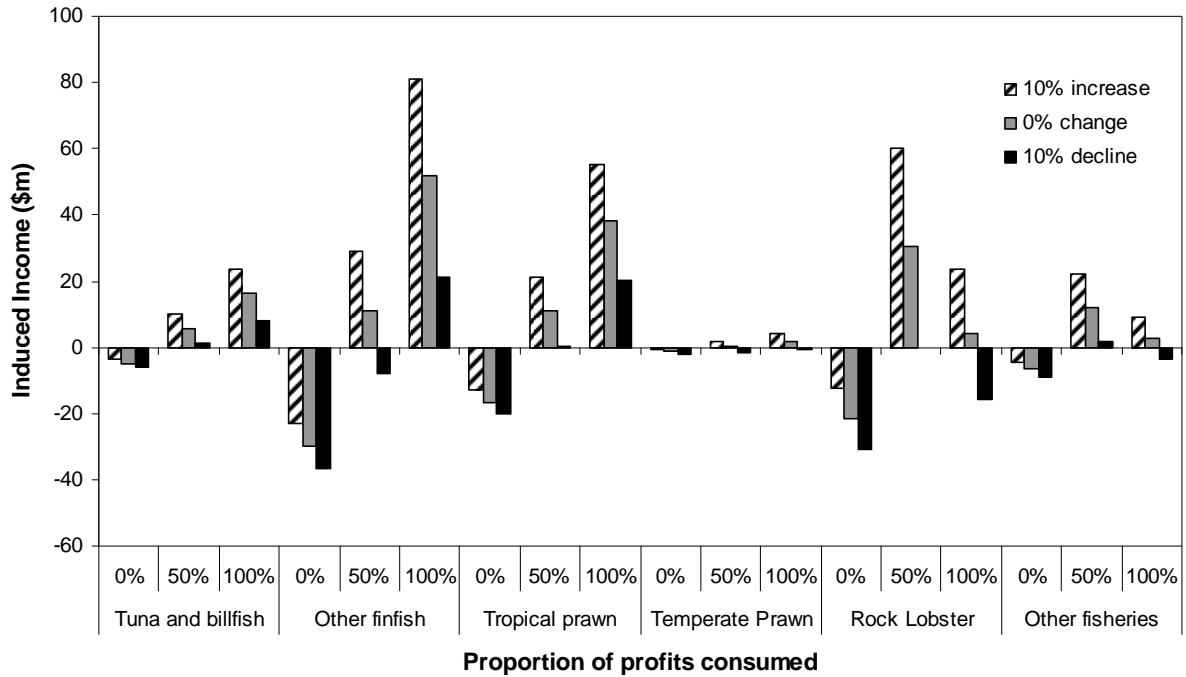 100
80
60
40
20
0
-20
-40
-60
Induced Income ($m)
10% increase
0% change
10% decline
0% 50% 100% 0% 50% 100% 0% 50% 100% 0% 50% 100% 0% 50% 100% 0% 50% 100%
Tuna and billfish Other finfish Tropical prawn Temperate Prawn Rock Lobster Other fisheries
Proportion of profits consumed